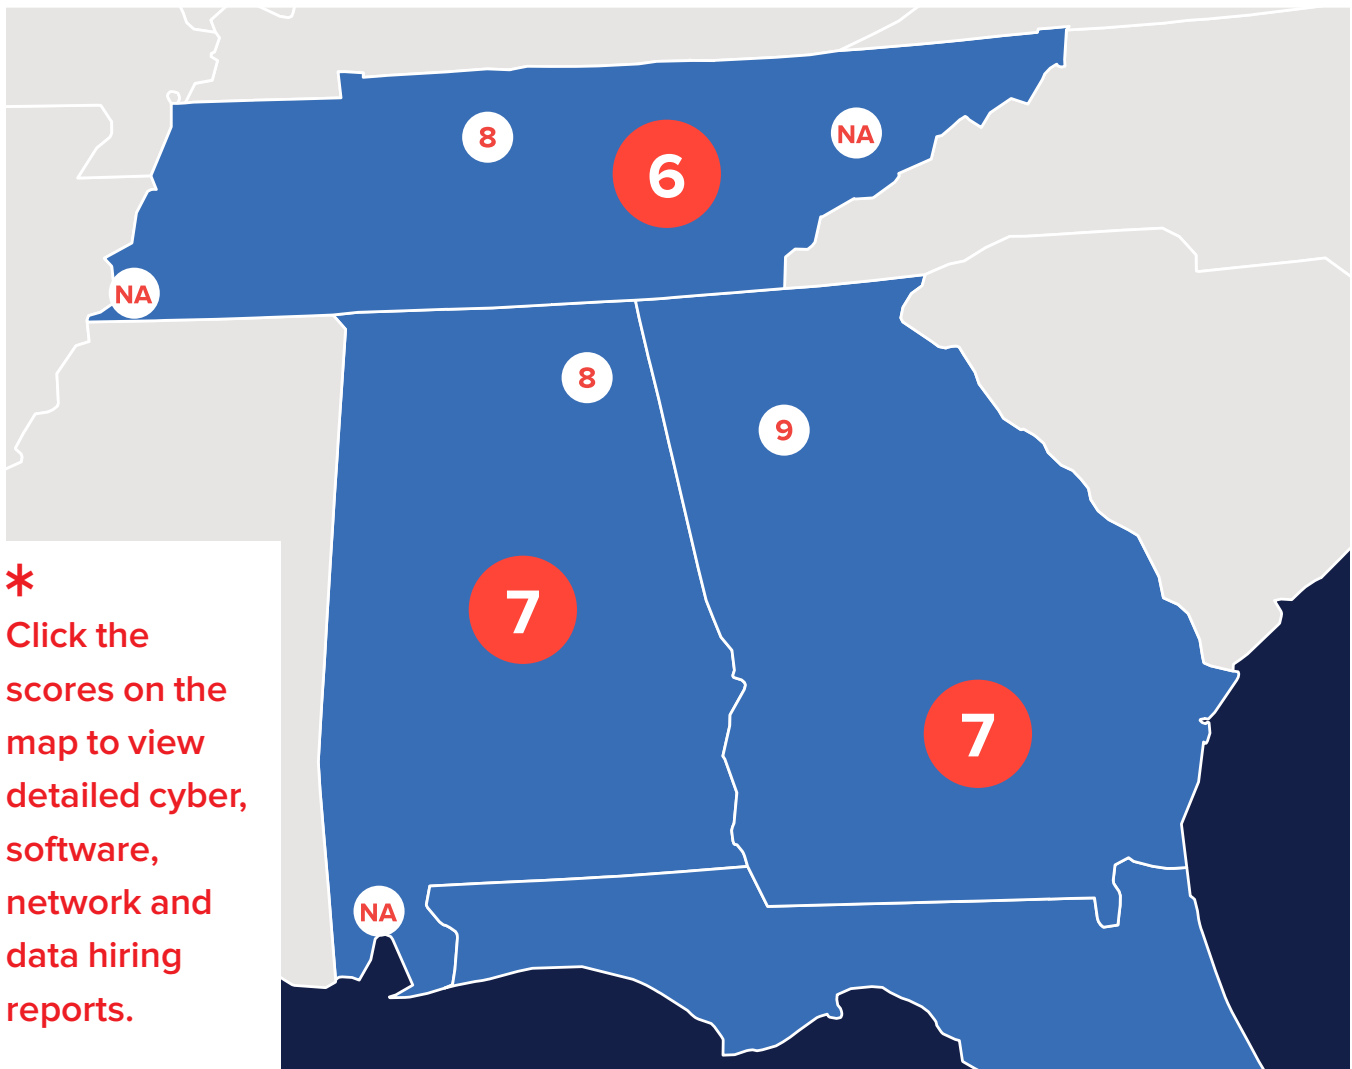 8
6
NA
NA
8
9
7
7
NA
*
Click the
scores on the
map to view
detailed cyber,
software,
network and
data hiring
reports.